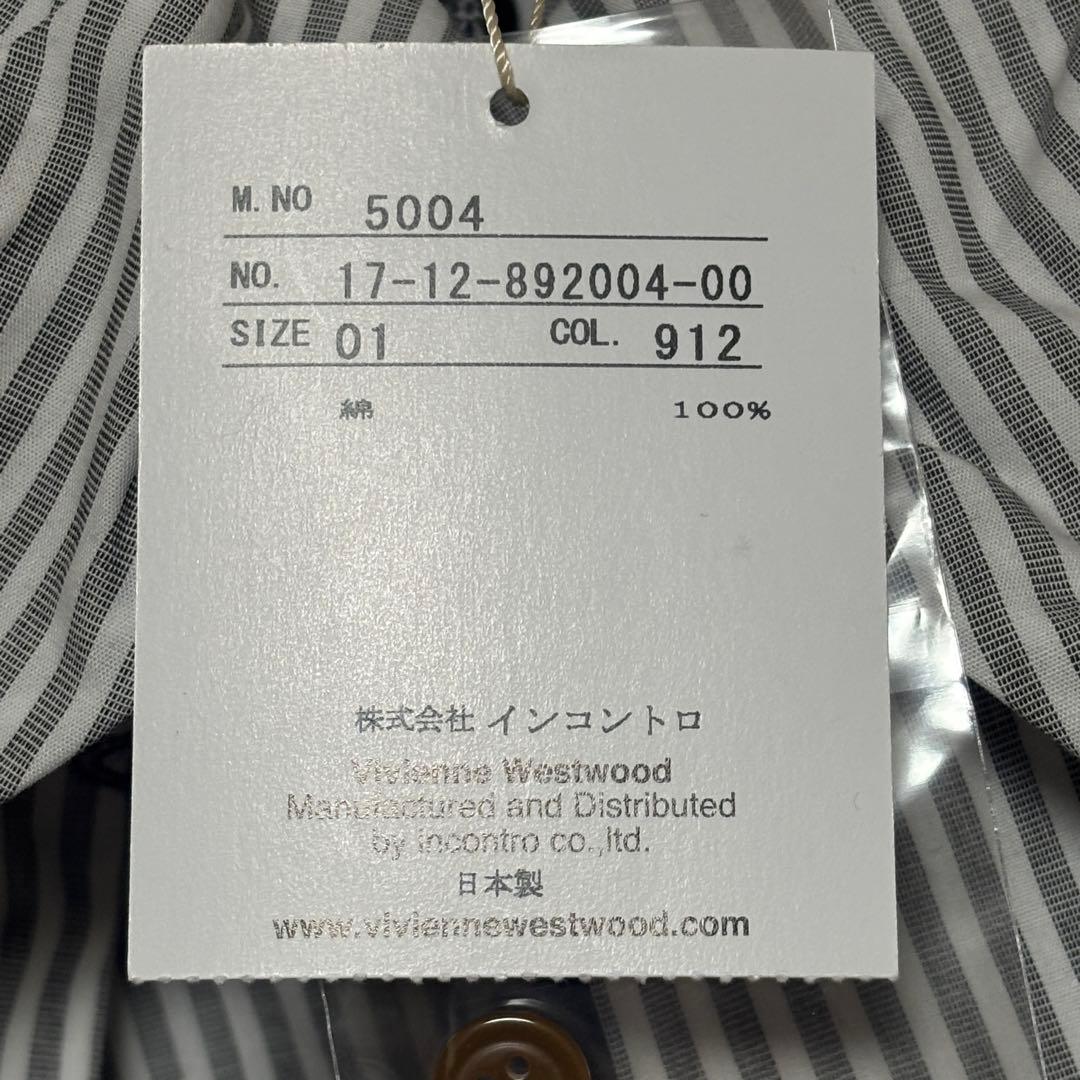 M. NO 5004
NO. 17-12-892004-00
SIZE 01 COL. 912
綿 100%
株式会社 インコントロ
Vivienne Westwood
Manufactured and Distributed
by incontro co.,ltd.
日本製
www.viviennewestwood.com